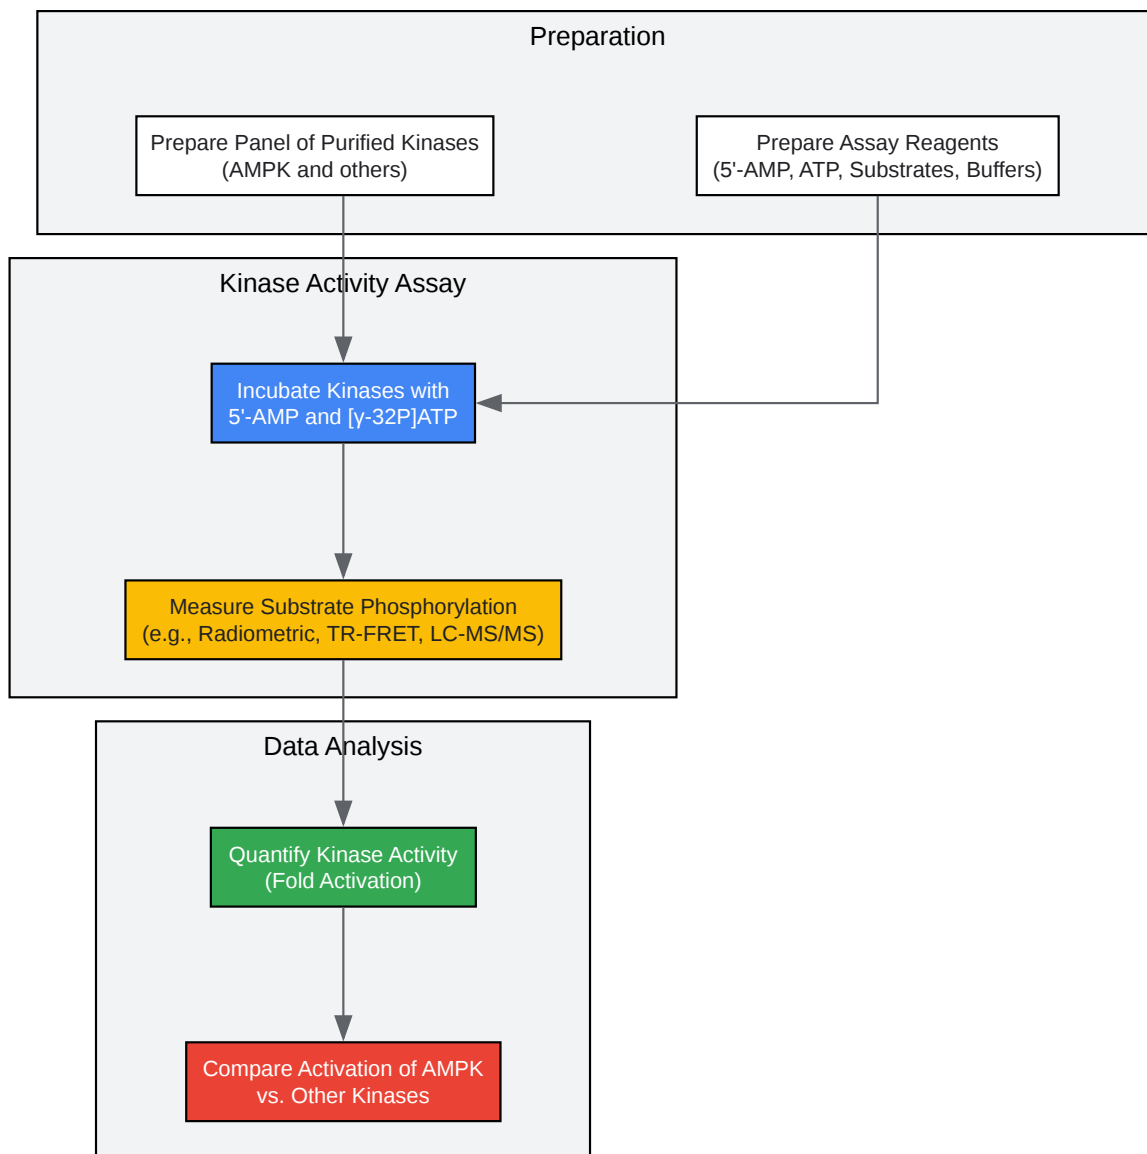 Preparation
Prepare Panel of Purified Kinases
(AMPK and others)
Prepare Assay Reagents
(5'-AMP, ATP, Substrates, Buffers)
Kinase Activity Assay
Incubate Kinases with
5'-AMP and [γ-32P]ATP
Measure Substrate Phosphorylation
(e.g., Radiometric, TR-FRET, LC-MS/MS)
Data Analysis
Quantify Kinase Activity
(Fold Activation)
Compare Activation of AMPK
vs. Other Kinases